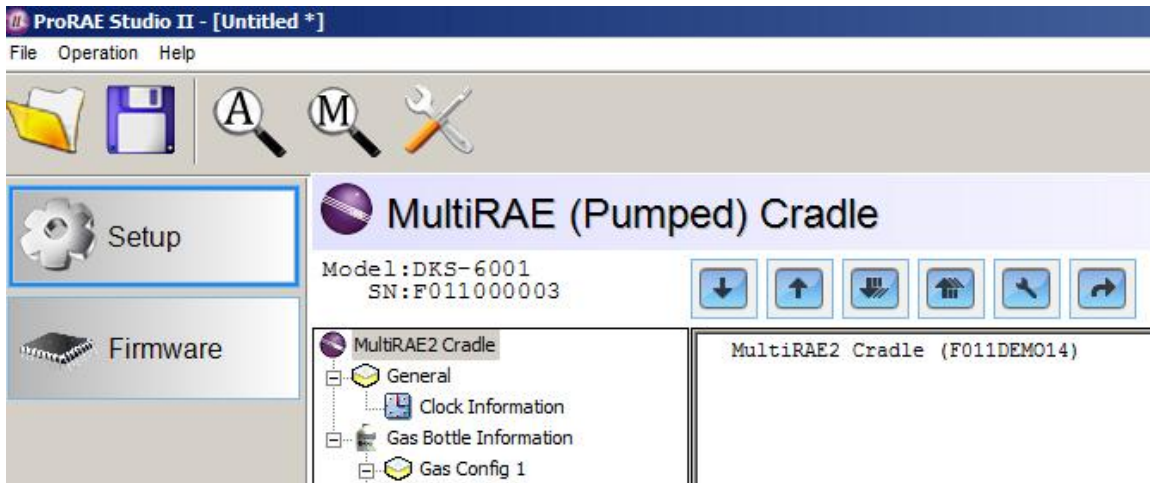 ProRAE Studio II - [Untitled *]
File Operation Help
A M
Setup
Firmware
MultiRAE (Pumped) Cradle
Model:DKS-6001
SN:F011000003
MultiRAE2 Cradle
General
Clock Information
Gas Bottle Information
Gas Config 1
MultiRAE2 Cradle (F011DEMO14)